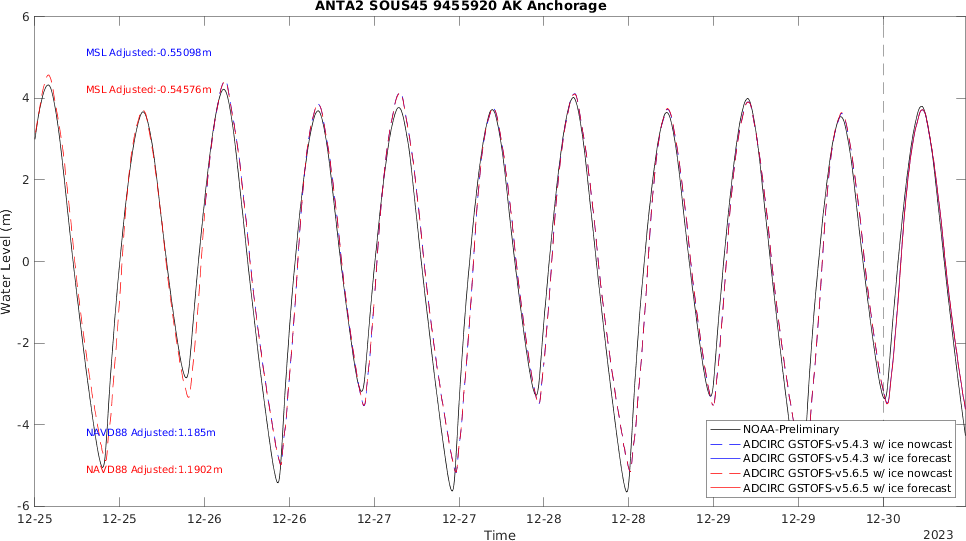 ANTA2 SOUS45 9455920 AK Anchorage
6
MSL Adjusted:-0.55098m
4
MSL Adjusted:-0.54576m
2
0
-2
-4
-6
Water Level (m)
NAVD88 Adjusted:1.185m
NAVD88 Adjusted:1.1902m
NOAA-Preliminary
ADCIRC GSTOFS-v5.4.3 w/ ice nowcast
ADCIRC GSTOFS-v5.4.3 w/ ice forecast
ADCIRC GSTOFS-v5.6.5 w/ ice nowcast
ADCIRC GSTOFS-v5.6.5 w/ ice forecast
12-25 12-25 12-26 12-26 12-27 12-27 12-28 12-28 12-29 12-29 12-30
Time
2023